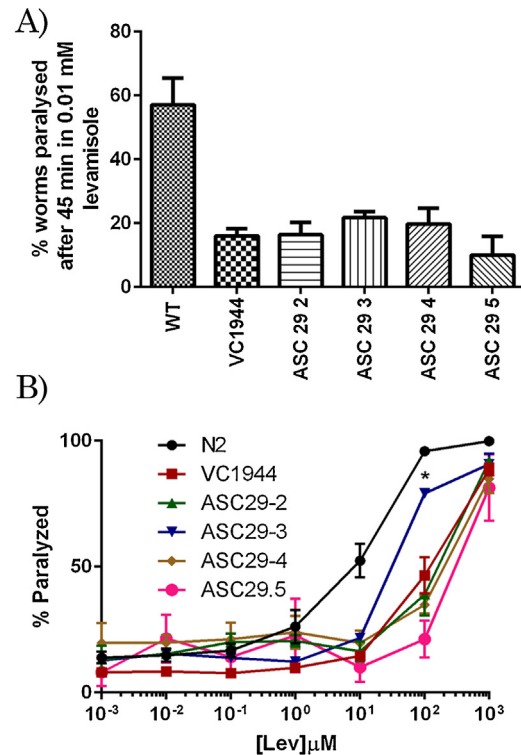 A)
% worms paralysed
after 45 min in 0.01 mM
levamisole
80
60
40
20
0
WT
VC1944
ASC 29 2
ASC 29 3
ASC 29 4
ASC 29 5
B)
% Paralyzed
100
50
0
N2
VC1944
ASC29-2
ASC29-3
ASC29-4
ASC29.5
*
10⁻³ 10⁻² 10⁻¹ 10⁰ 10¹ 10² 10³
[Lev]µM